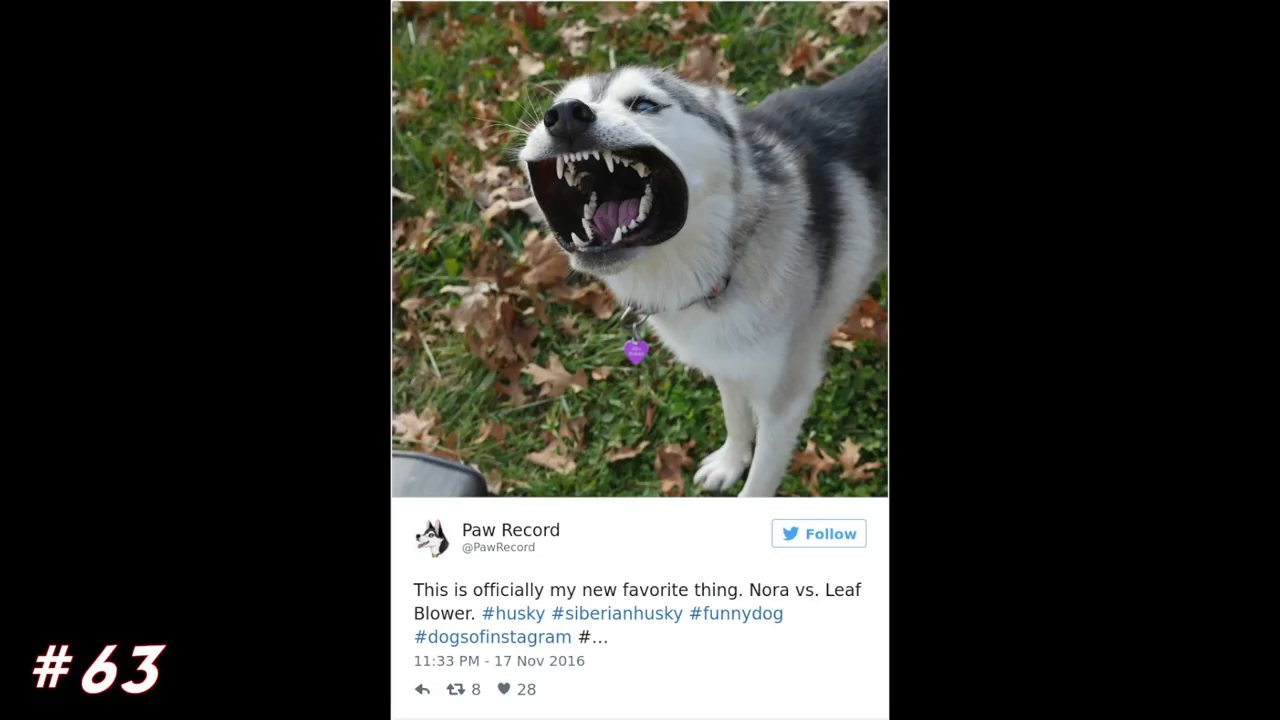 Paw Record
@PawRecord
Follow
This is officially my new favorite thing. Nora vs. Leaf
Blower. #husky #siberianhusky #funnydog
#dogsofinstagram #...
11:33 PM - 17 Nov 2016
8 28
#63